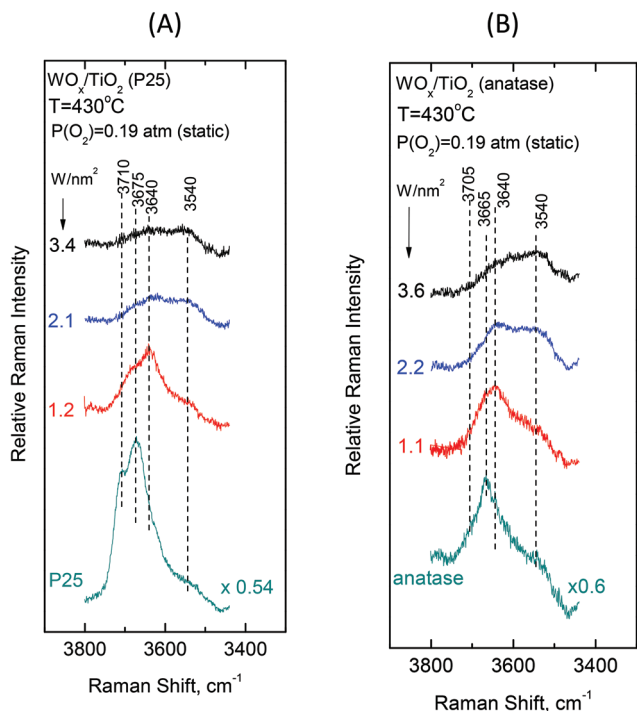 (A)
WOₓ/TiO₂ (P25)
T=430°C
P(O₂)=0.19 atm (static)
W/nm²
3710
3675
3640
3540
3.4
2.1
1.2
P25
x 0.54
Relative Raman Intensity
3800
3600
3400
Raman Shift, cm⁻¹
(B)
WOₓ/TiO₂ (anatase)
T=430°C
P(O₂)=0.19 atm (static)
W/nm²
3705
3665
3640
3540
3.6
2.2
1.1
anatase
x0.6
Relative Raman Intensity
3800
3600
3400
Raman Shift, cm⁻¹